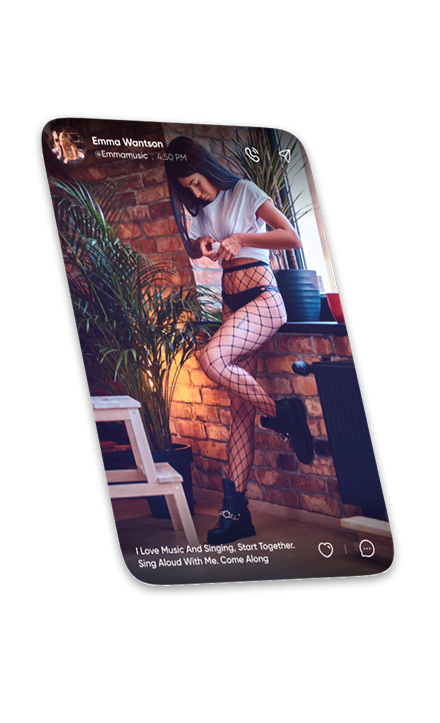 Emma Wantson
@Emmamusic : 4:50 PM
I Love Music And Singing, Start Together.
Sing Aloud With Me. Come Along